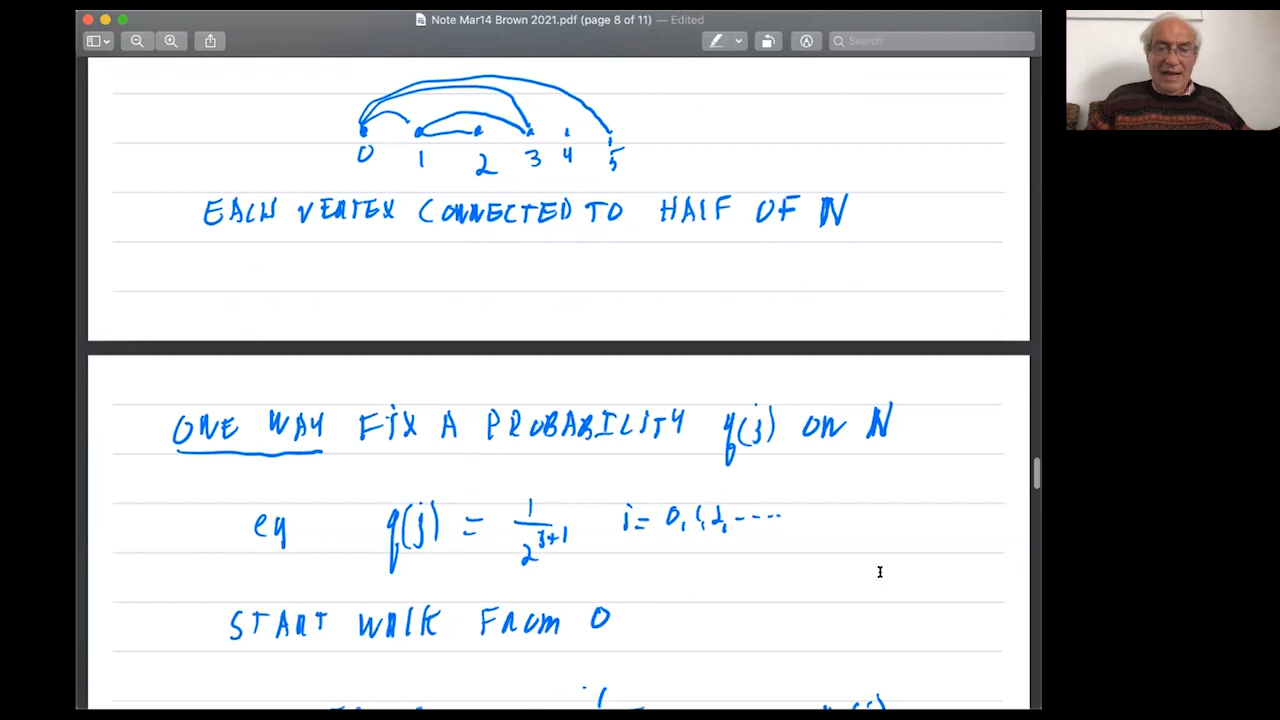 Note Mar14 Brown 2021.pdf (page 8 of 11) — Edited
Search
0 1 2 3 4 5
EACH VERTEX CONNECTED TO HALF OF N
ONE WAY FIX A PROBABILITY q(j) ON N
eg q(j) = 1/2^{j+1} j = 0, 1, 2, ----
START WALK FROM 0